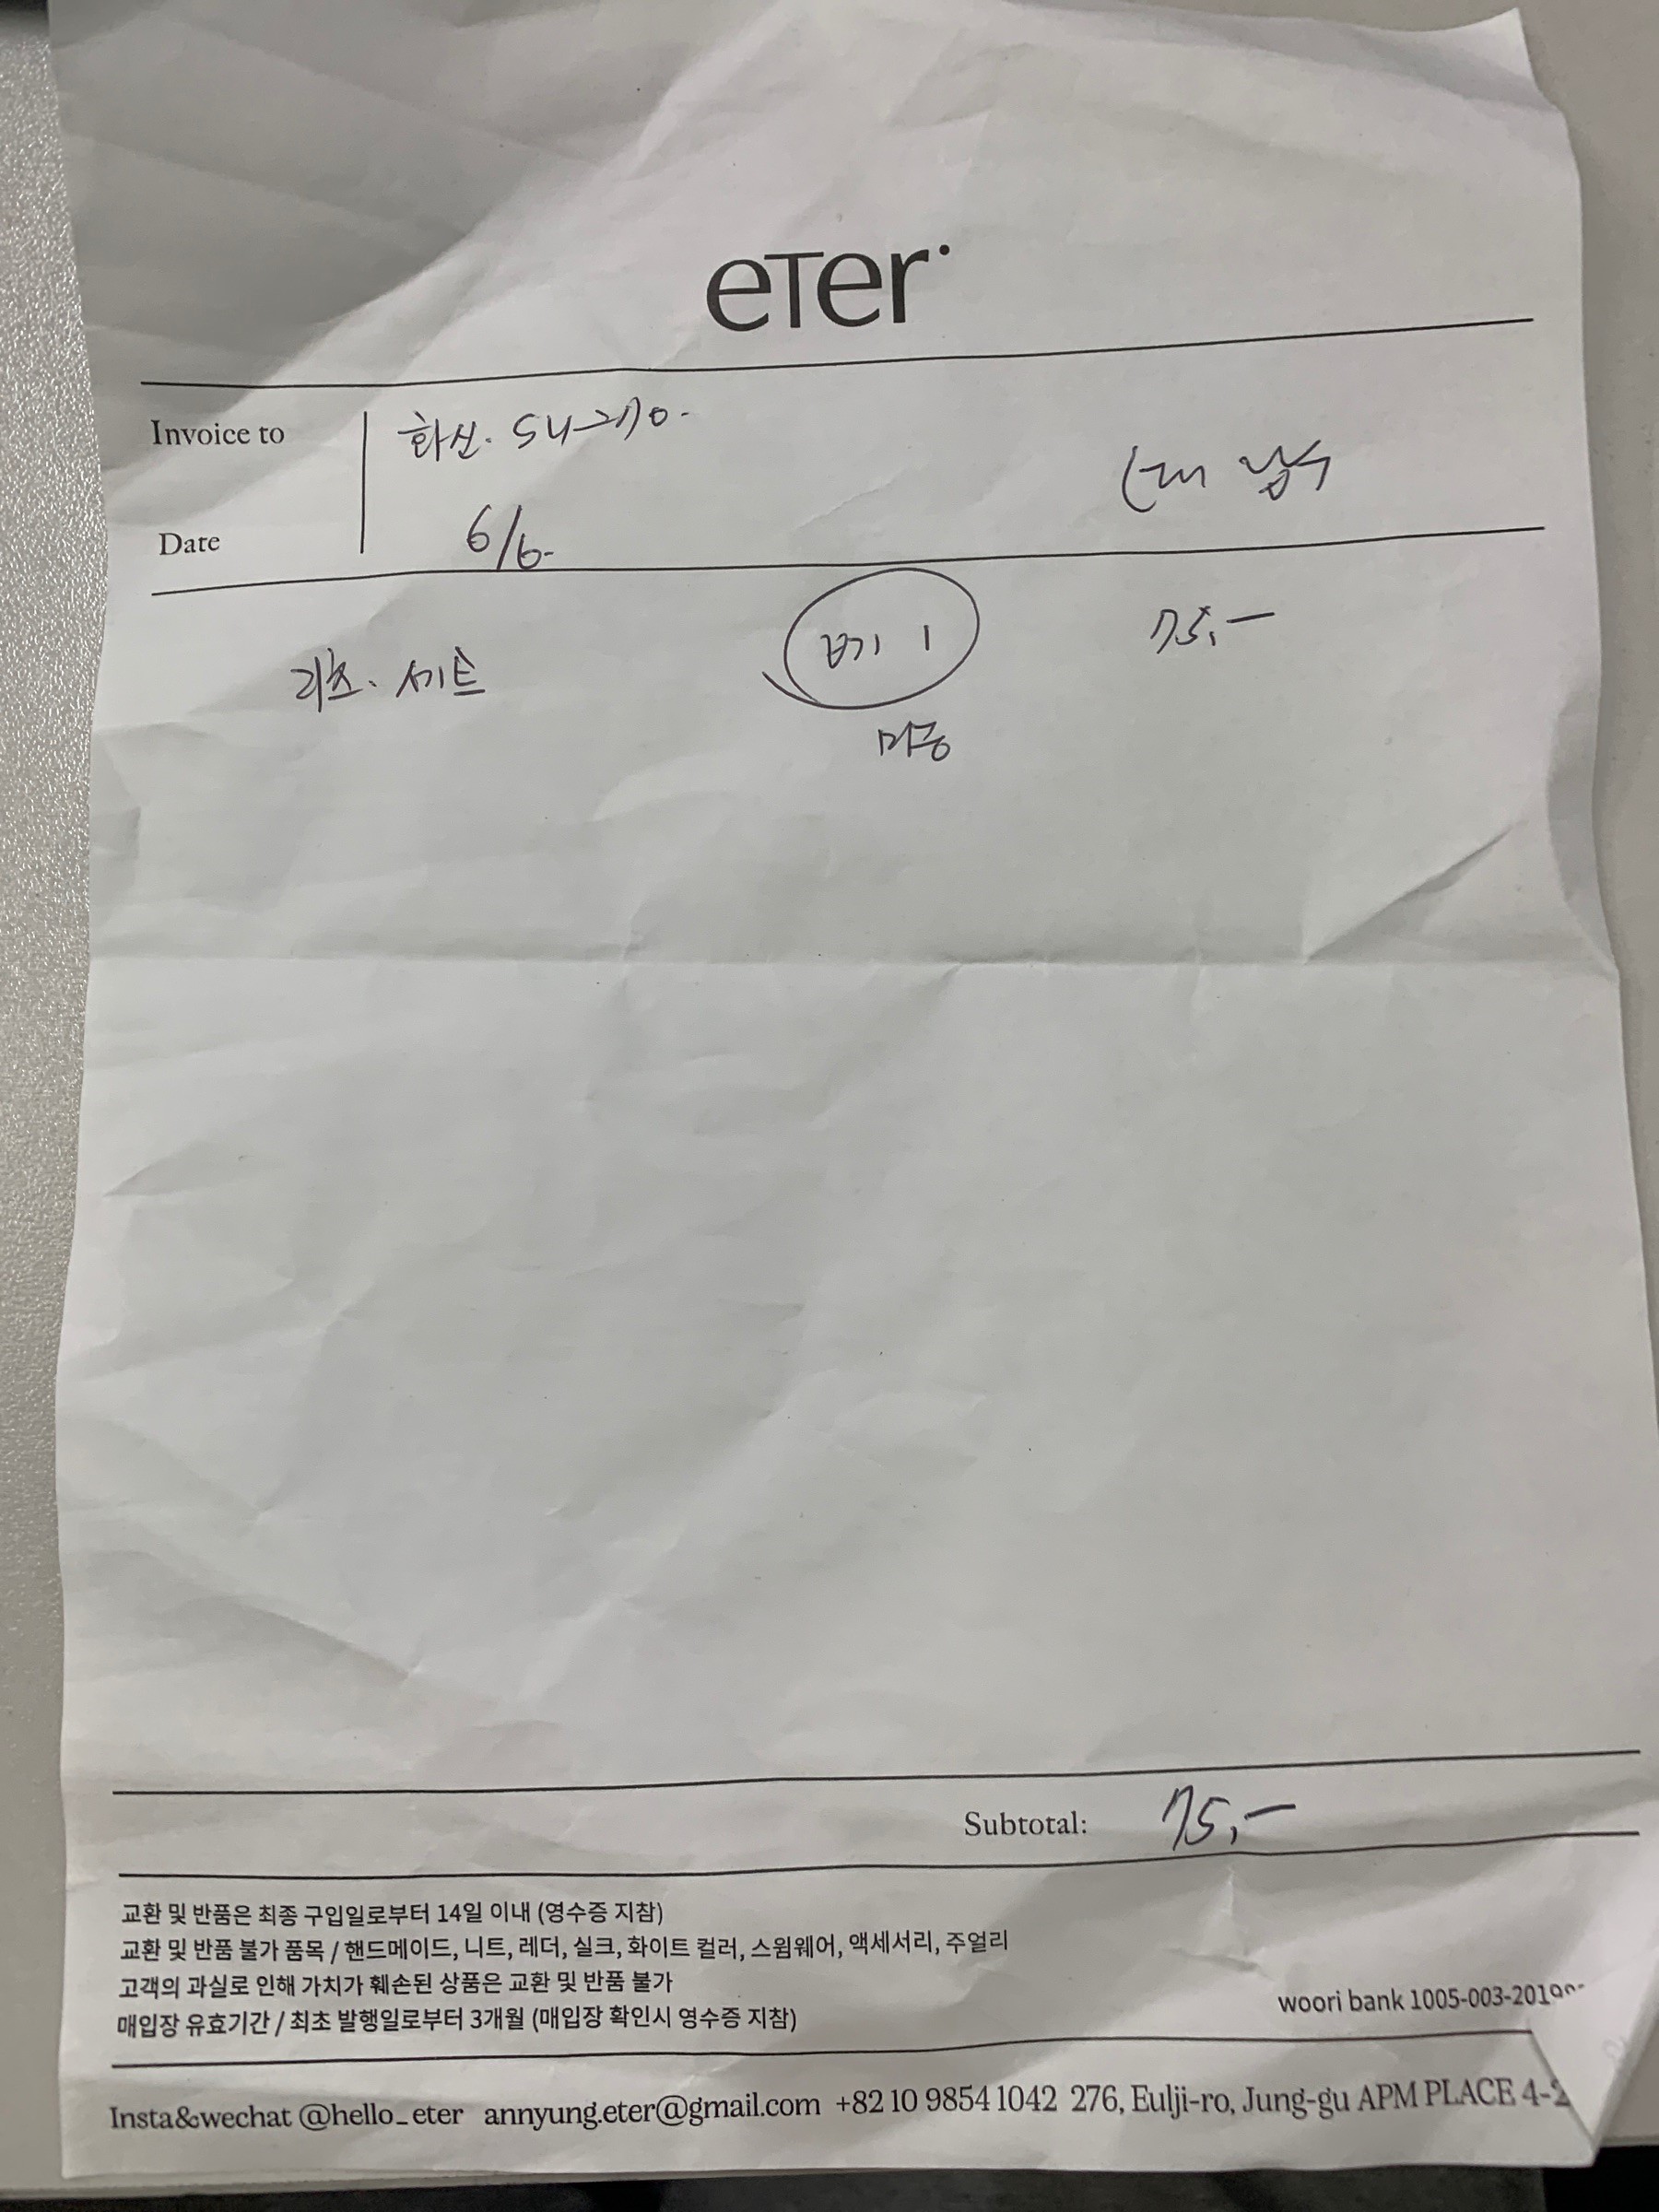 eTer
Invoice to 화신.
Date 6/6-
리츠. 세트 베기 1 75,-
미송
Subtotal: 75,-
교환 및 반품은 최종 구입일로부터 14일 이내 (영수증 지참)
교환 및 반품 불가 품목 / 핸드메이드, 니트, 레더, 실크, 화이트 컬러, 스윔웨어, 액세서리, 주얼리
고객의 과실로 인해 가치가 훼손된 상품은 교환 및 반품 불가
매입장 유효기간 / 최초 발행일로부터 3개월 (매입장 확인시 영수증 지참)
woori bank 1005-003-2019
Insta&wechat @hello_eter annyung.eter@gmail.com +82 10 9854 1042 276, Eulji-ro, Jung-gu APM PLACE 4-2